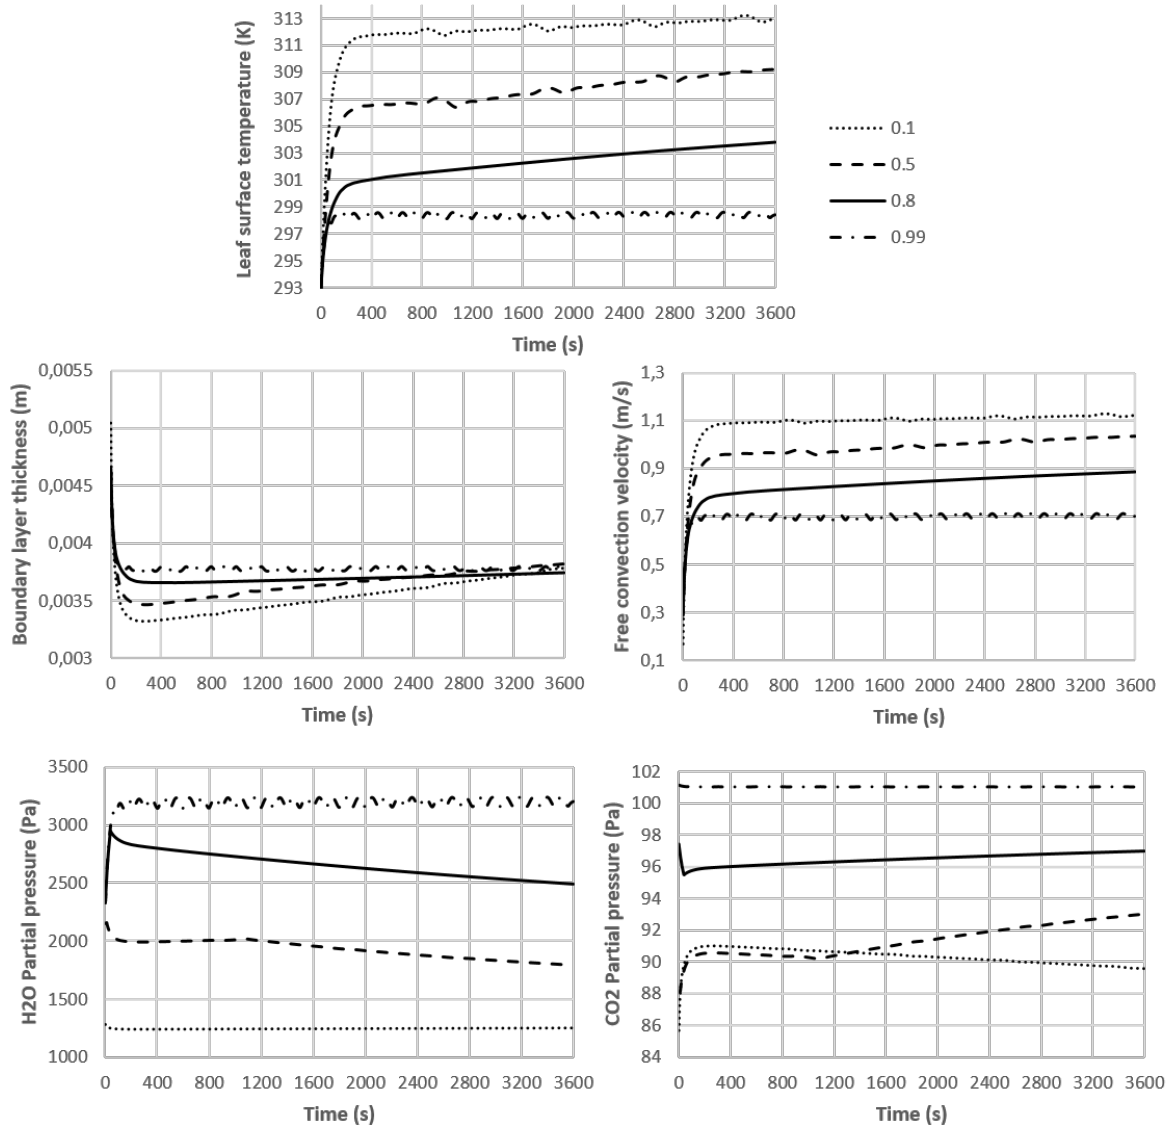 Leaf surface temperature (K)
313
311
309
307
305
303
301
299
297
295
293
0 400 800 1200 1600 2000 2400 2800 3200 3600
Time (s)
0.1
0.5
0.8
0.99
Boundary layer thickness (m)
0,0055
0,005
0,0045
0,004
0,0035
0,003
0 400 800 1200 1600 2000 2400 2800 3200 3600
Time (s)
Free convection velocity (m/s)
1,3
1,1
0,9
0,7
0,5
0,3
0,1
0 400 800 1200 1600 2000 2400 2800 3200 3600
Time (s)
H2O Partial pressure (Pa)
3500
3000
2500
2000
1500
1000
0 400 800 1200 1600 2000 2400 2800 3200 3600
Time (s)
CO2 Partial pressure (Pa)
102
100
98
96
94
92
90
88
86
84
0 400 800 1200 1600 2000 2400 2800 3200 3600
Time (s)